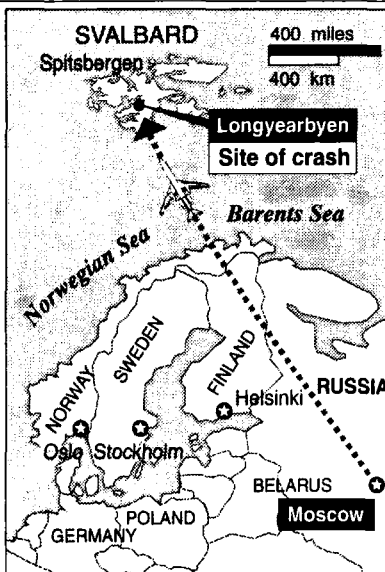 SVALBARD
400 miles
Spitsbergen
400 km
Longyearbyen
Site of crash
Barents Sea
Norwegian Sea
NORWAY
SWEDEN
FINLAND
Helsinki
RUSSIA
Oslo
Stockholm
BELARUS
Moscow
POLAND
GERMANY